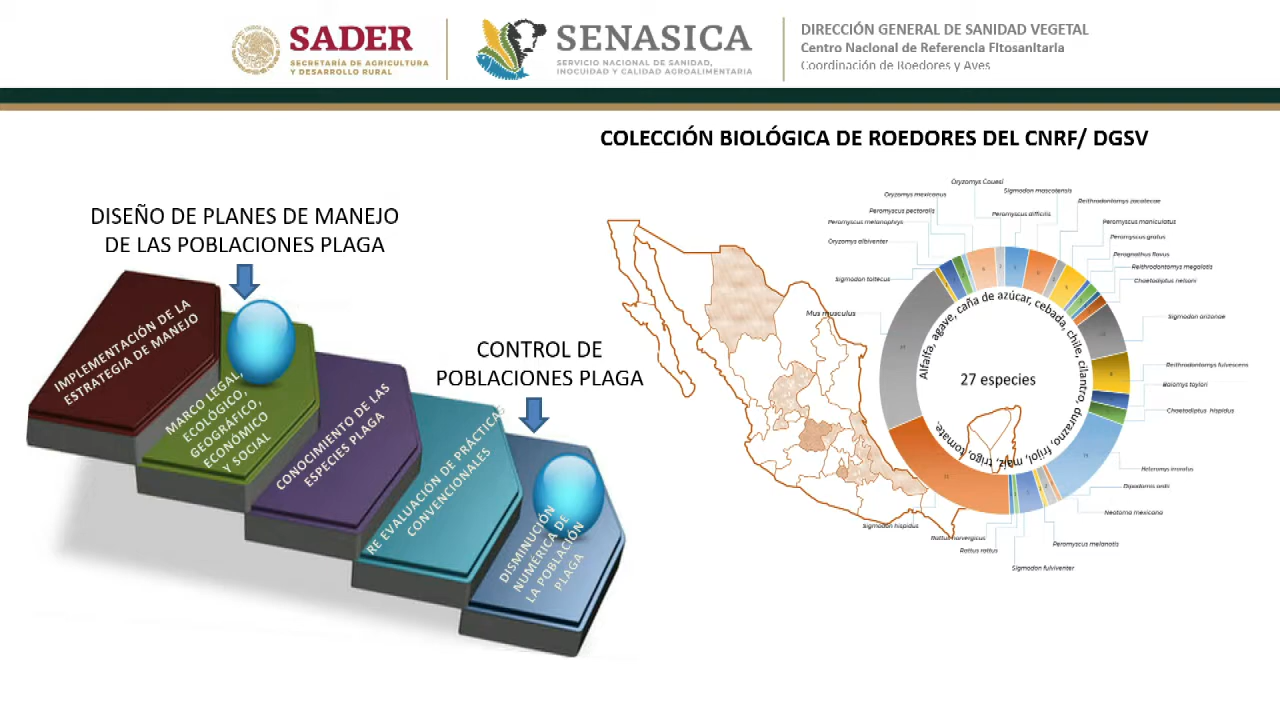 SADER
SECRETARÍA DE AGRICULTURA
Y DESARROLLO RURAL
SENASICA
SERVICIO NACIONAL DE SANIDAD,
INOCUIDAD Y CALIDAD AGROALIMENTARIA
DIRECCIÓN GENERAL DE SANIDAD VEGETAL
Centro Nacional de Referencia Fitosanitaria
Coordinación de Roedores y Aves
COLECCIÓN BIOLÓGICA DE ROEDORES DEL CNRF/ DGSV
DISEÑO DE PLANES DE MANEJO
DE LAS POBLACIONES PLAGA
IMPLEMENTACIÓN DE LA
ESTRATEGIA DE MANEJO
MARCO LEGAL,
ECOLÓGICO,
GEOGRÁFICO,
ECONÓMICO
Y SOCIAL
CONOCIMIENTO DE LAS
ESPECIES PLAGA
CONTROL DE
POBLACIONES PLAGA
RE EVALUACIÓN DE PRÁCTICAS
CONVENCIONALES
DISMINUCIÓN
NUMÉRICA DE
LA POBLACIÓN
PLAGA
Oryzomys Couesi
Sigmodon mascotensis
Oryzomys mexicanus
Reithrodontomys zacatecae
Peromyscus pectoralis
Peromyscus difficilis
Peromyscus melanophrys
Peromyscus maniculatus
Oryzomys albiventer
Peromyscus gratus
Perognathus flavus
Reithrodontomys megalotis
Sigmodon toltecus
Chaetodiptus nelsoni
Mus musculus
Sigmodon arizonae
Reithrodontomys fulvescens
Baiomys taylori
Chaetodiptus hispidus
Heteromys irroratus
Dipodomis ordii
Neotoma mexicana
Sigmodon hispidus
Rattus norvegicus
Rattus rattus
Peromyscus melanotis
Sigmodon fulviventer
Alfalfa, agave, caña de azúcar, cebada, chile, cilantro, durazno, frijol, maíz, trigo, tomate.
27 especies